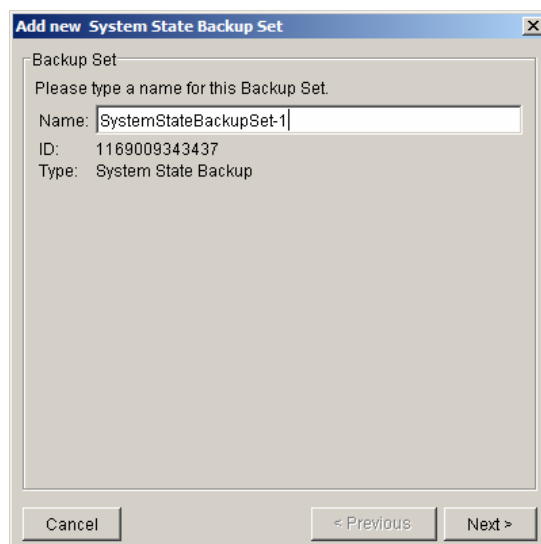 Add new System State Backup Set
Backup Set
Please type a name for this Backup Set.
Name: SystemStateBackupSet-1
ID: 1169009343437
Type: System State Backup
Cancel < Previous Next >